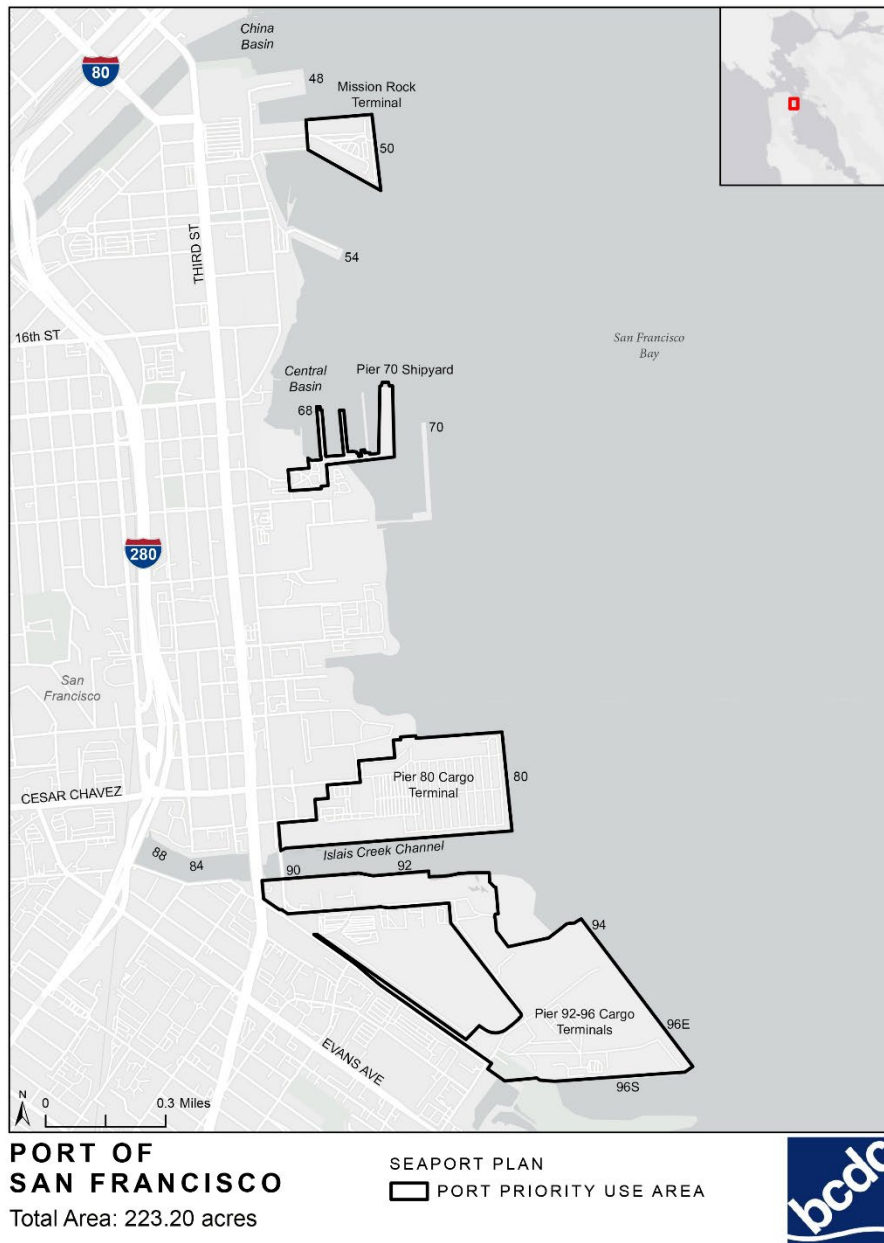 China
Basin
80
48
Mission Rock
Terminal
50
THIRD ST
54
16th ST
San Francisco
Bay
Central
Basin
Pier 70 Shipyard
68
70
280
San
Francisco
80
Pier 80 Cargo
Terminal
CESAR CHAVEZ
Islais Creek Channel
88
84
90
92
94
Pier 92-96 Cargo
Terminals
96E
EVANS AVE
96S
N
0 0.3 Miles
PORT OF
SAN FRANCISCO
Total Area: 223.20 acres
SEAPORT PLAN
PORT PRIORITY USE AREA
bcdc